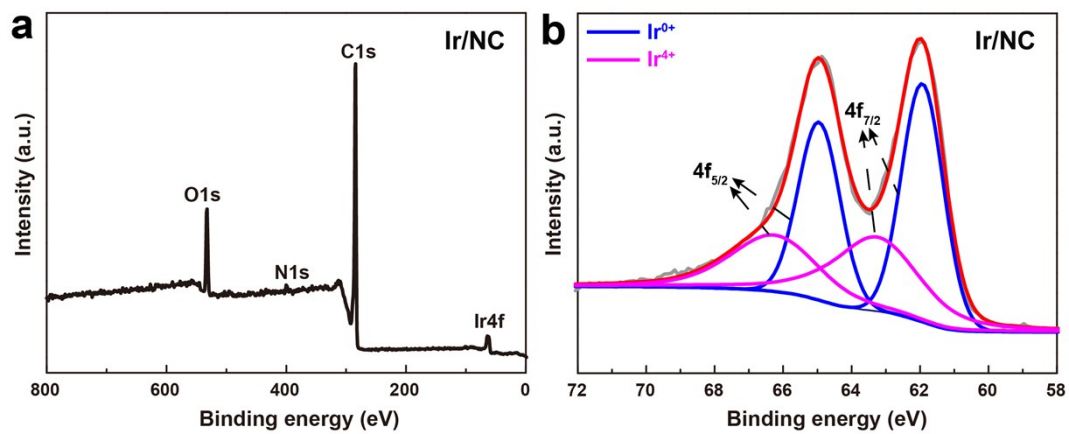 a
Ir/NC
C1s
O1s
N1s
Ir4f
Intensity (a.u.)
800
600
400
200
0
Binding energy (eV)
b
Ir⁰⁺
Ir⁴⁺
Ir/NC
4f₇/₂
4f₅/₂
Intensity (a.u.)
72
70
68
66
64
62
60
58
Binding energy (eV)